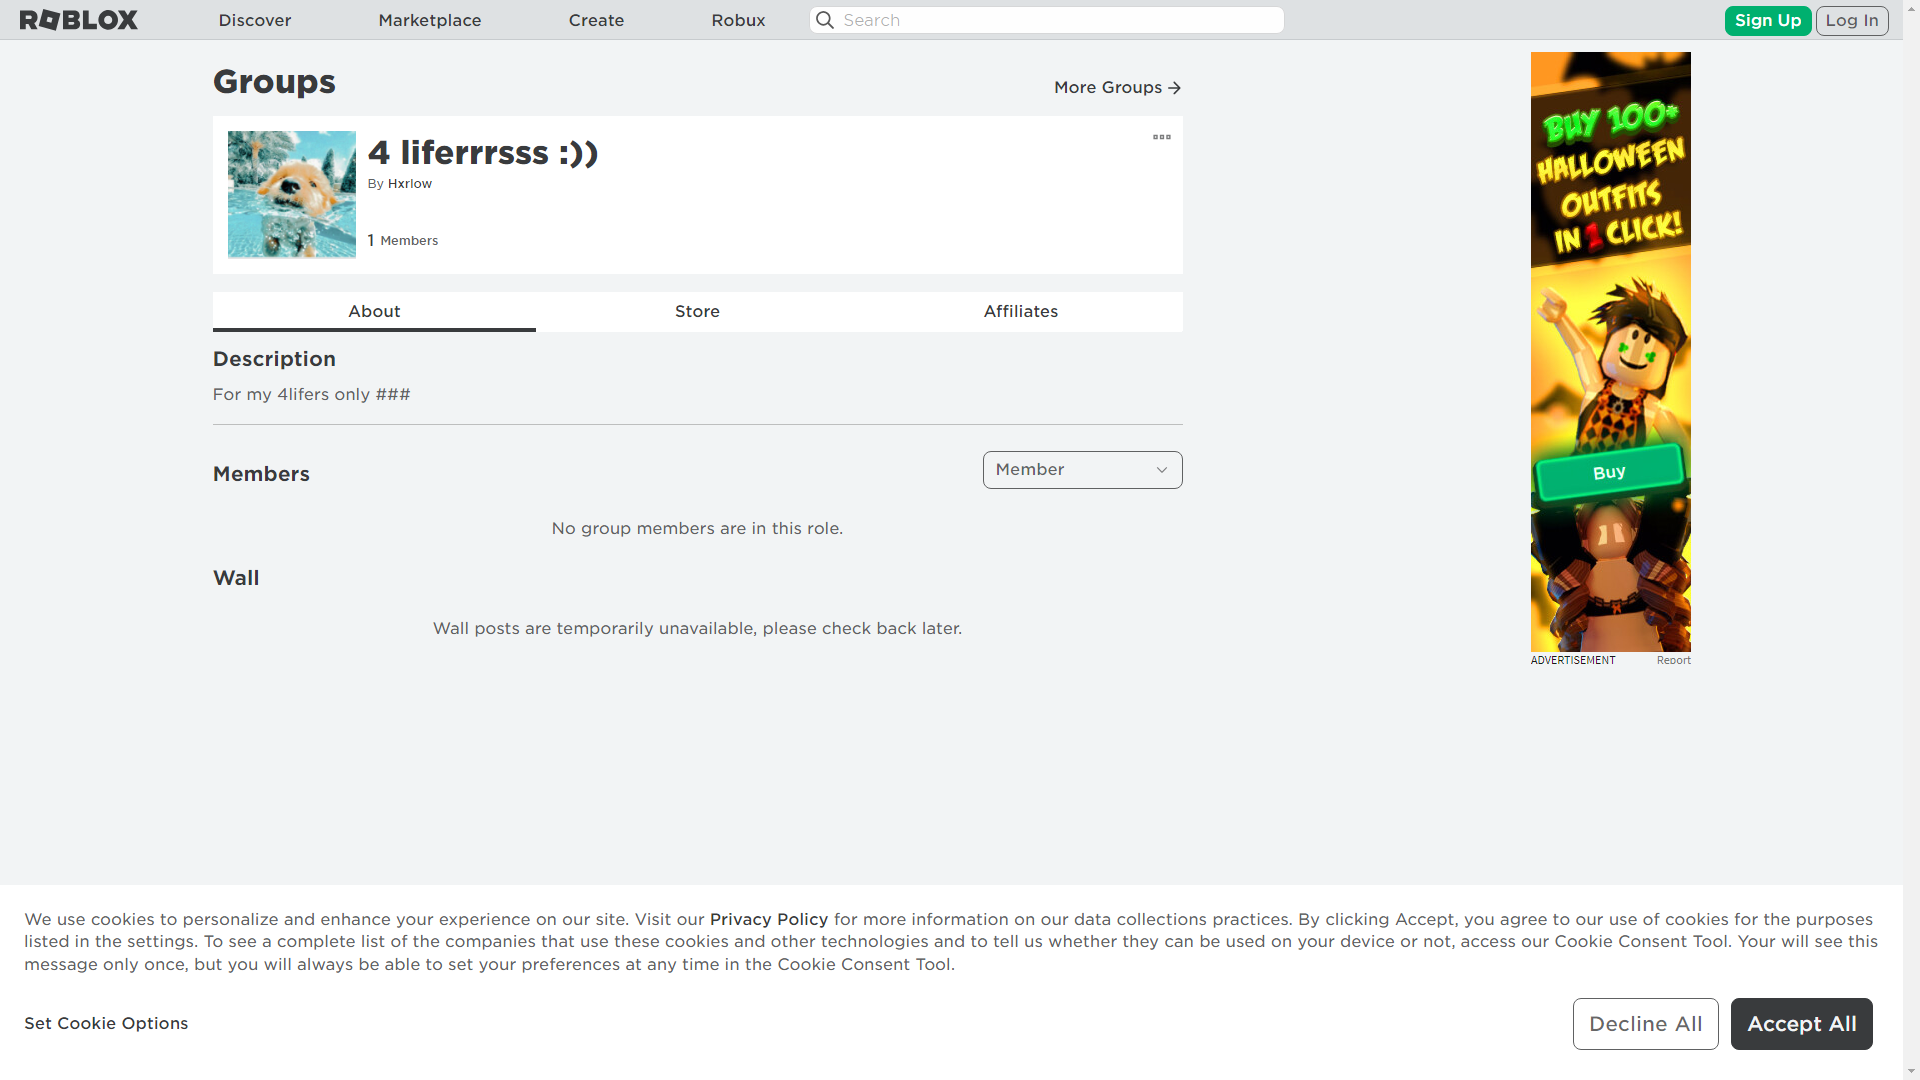 ROBLOX
Discover
Marketplace
Create
Robux
Search
Sign Up
Log In
Groups
More Groups
4 liferrrsss :))
By Hxrlow
1 Members
About
Store
Affiliates
Description
For my 4lifers only ###
Members
Member
No group members are in this role.
Wall
Wall posts are temporarily unavailable, please check back later.
BUY 100+
HALLOWEEN
OUTFITS
IN 1 CLICK!
Buy
ADVERTISEMENT
Report
We use cookies to personalize and enhance your experience on our site. Visit our Privacy Policy for more information on our data collections practices. By clicking Accept, you agree to our use of cookies for the purposes
listed in the settings. To see a complete list of the companies that use these cookies and other technologies and to tell us whether they can be used on your device or not, access our Cookie Consent Tool. Your will see this
message only once, but you will always be able to set your preferences at any time in the Cookie Consent Tool.
Set Cookie Options
Decline All
Accept All